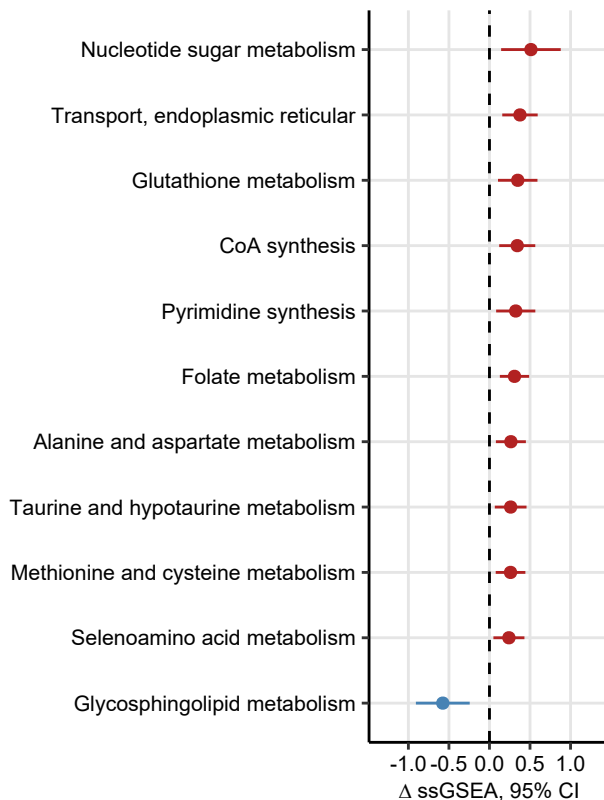 Nucleotide sugar metabolism
Transport, endoplasmic reticular
Glutathione metabolism
CoA synthesis
Pyrimidine synthesis
Folate metabolism
Alanine and aspartate metabolism
Taurine and hypotaurine metabolism
Methionine and cysteine metabolism
Selenoamino acid metabolism
Glycosphingolipid metabolism
-1.0 -0.5 0.0 0.5 1.0
Δ ssGSEA, 95% CI